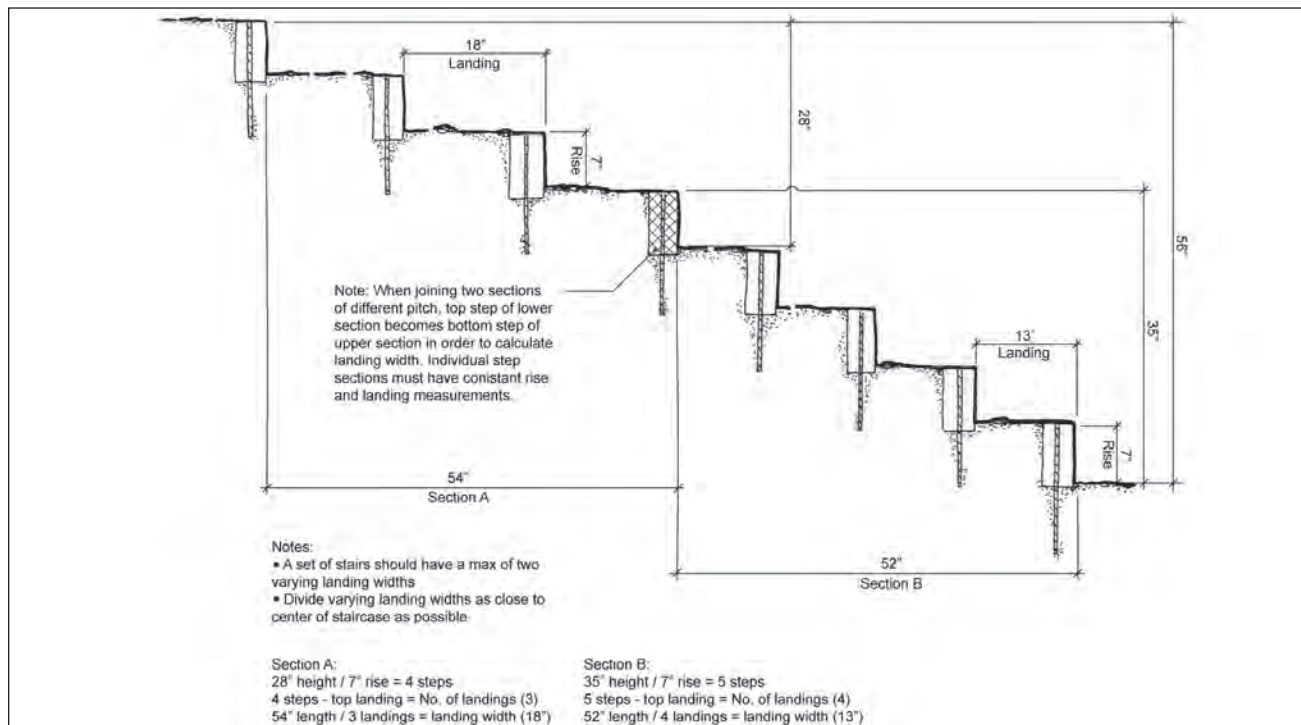 18"
Landing
28"
7"
Rise
56"
Note: When joining two sections
of different pitch, top step of lower
section becomes bottom step of
upper section in order to calculate
landing width. Individual step
sections must have conistant rise
and landing measurements.
35"
13"
Landing
7"
Rise
54"
Section A
52"
Section B
Notes:
• A set of stairs should have a max of two
varying landing widths
• Divide varying landing widths as close to
center of staircase as possible
Section A:
28" height / 7" rise = 4 steps
4 steps - top landing = No. of landings (3)
54" length / 3 landings = landing width (18")
Section B:
35" height / 7" rise = 5 steps
5 steps - top landing = No. of landings (4)
52" length / 4 landings = landing width (13")